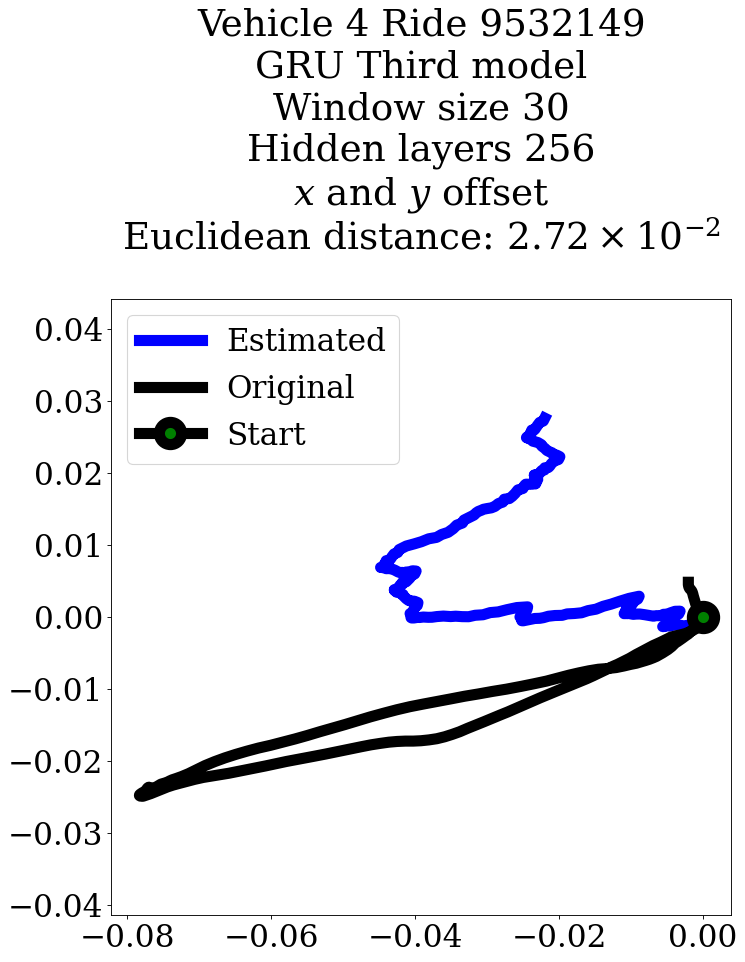 Vehicle 4 Ride 9532149
GRU Third model
Window size 30
Hidden layers 256
x and y offset
Euclidean distance: 2.72 × 10⁻²
Estimated
Original
Start
0.04
0.03
0.02
0.01
0.00
−0.01
−0.02
−0.03
−0.04
−0.08 −0.06 −0.04 −0.02 0.00